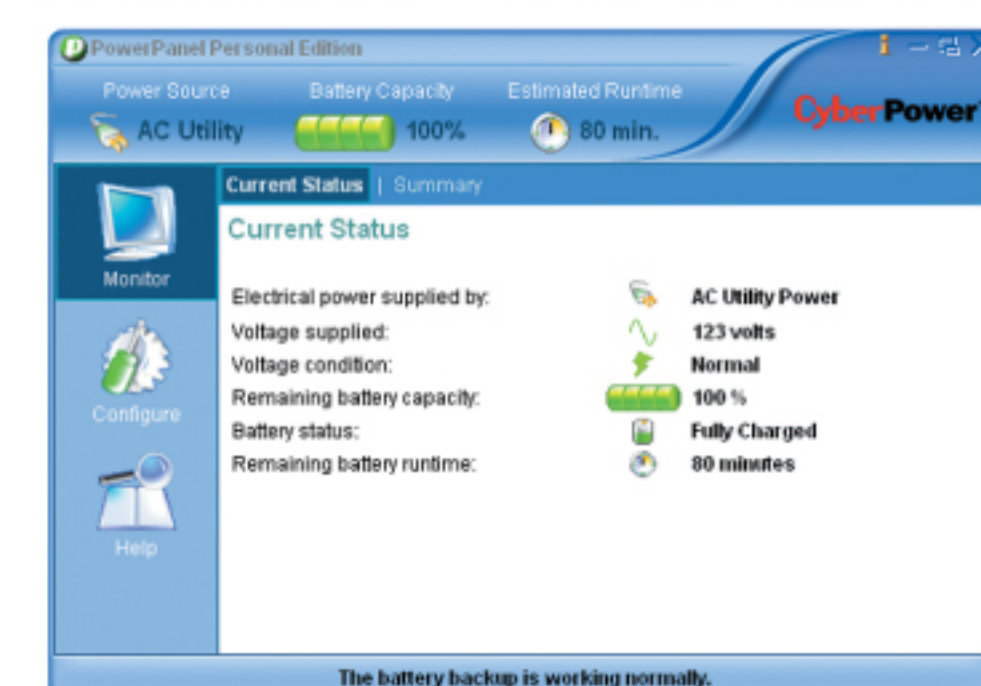 PowerPanel Personal Edition
Power Source Battery Capacity Estimated Runtime
AC Utility 100% 80 min.
CyberPower
Current Status | Summary
Monitor
Current Status
Electrical power supplied by: AC Utility Power
Voltage supplied: 123 volts
Voltage condition: Normal
Remaining battery capacity: 100 %
Battery status: Fully Charged
Remaining battery runtime: 80 minutes
Configure
Help
The battery backup is working normally.